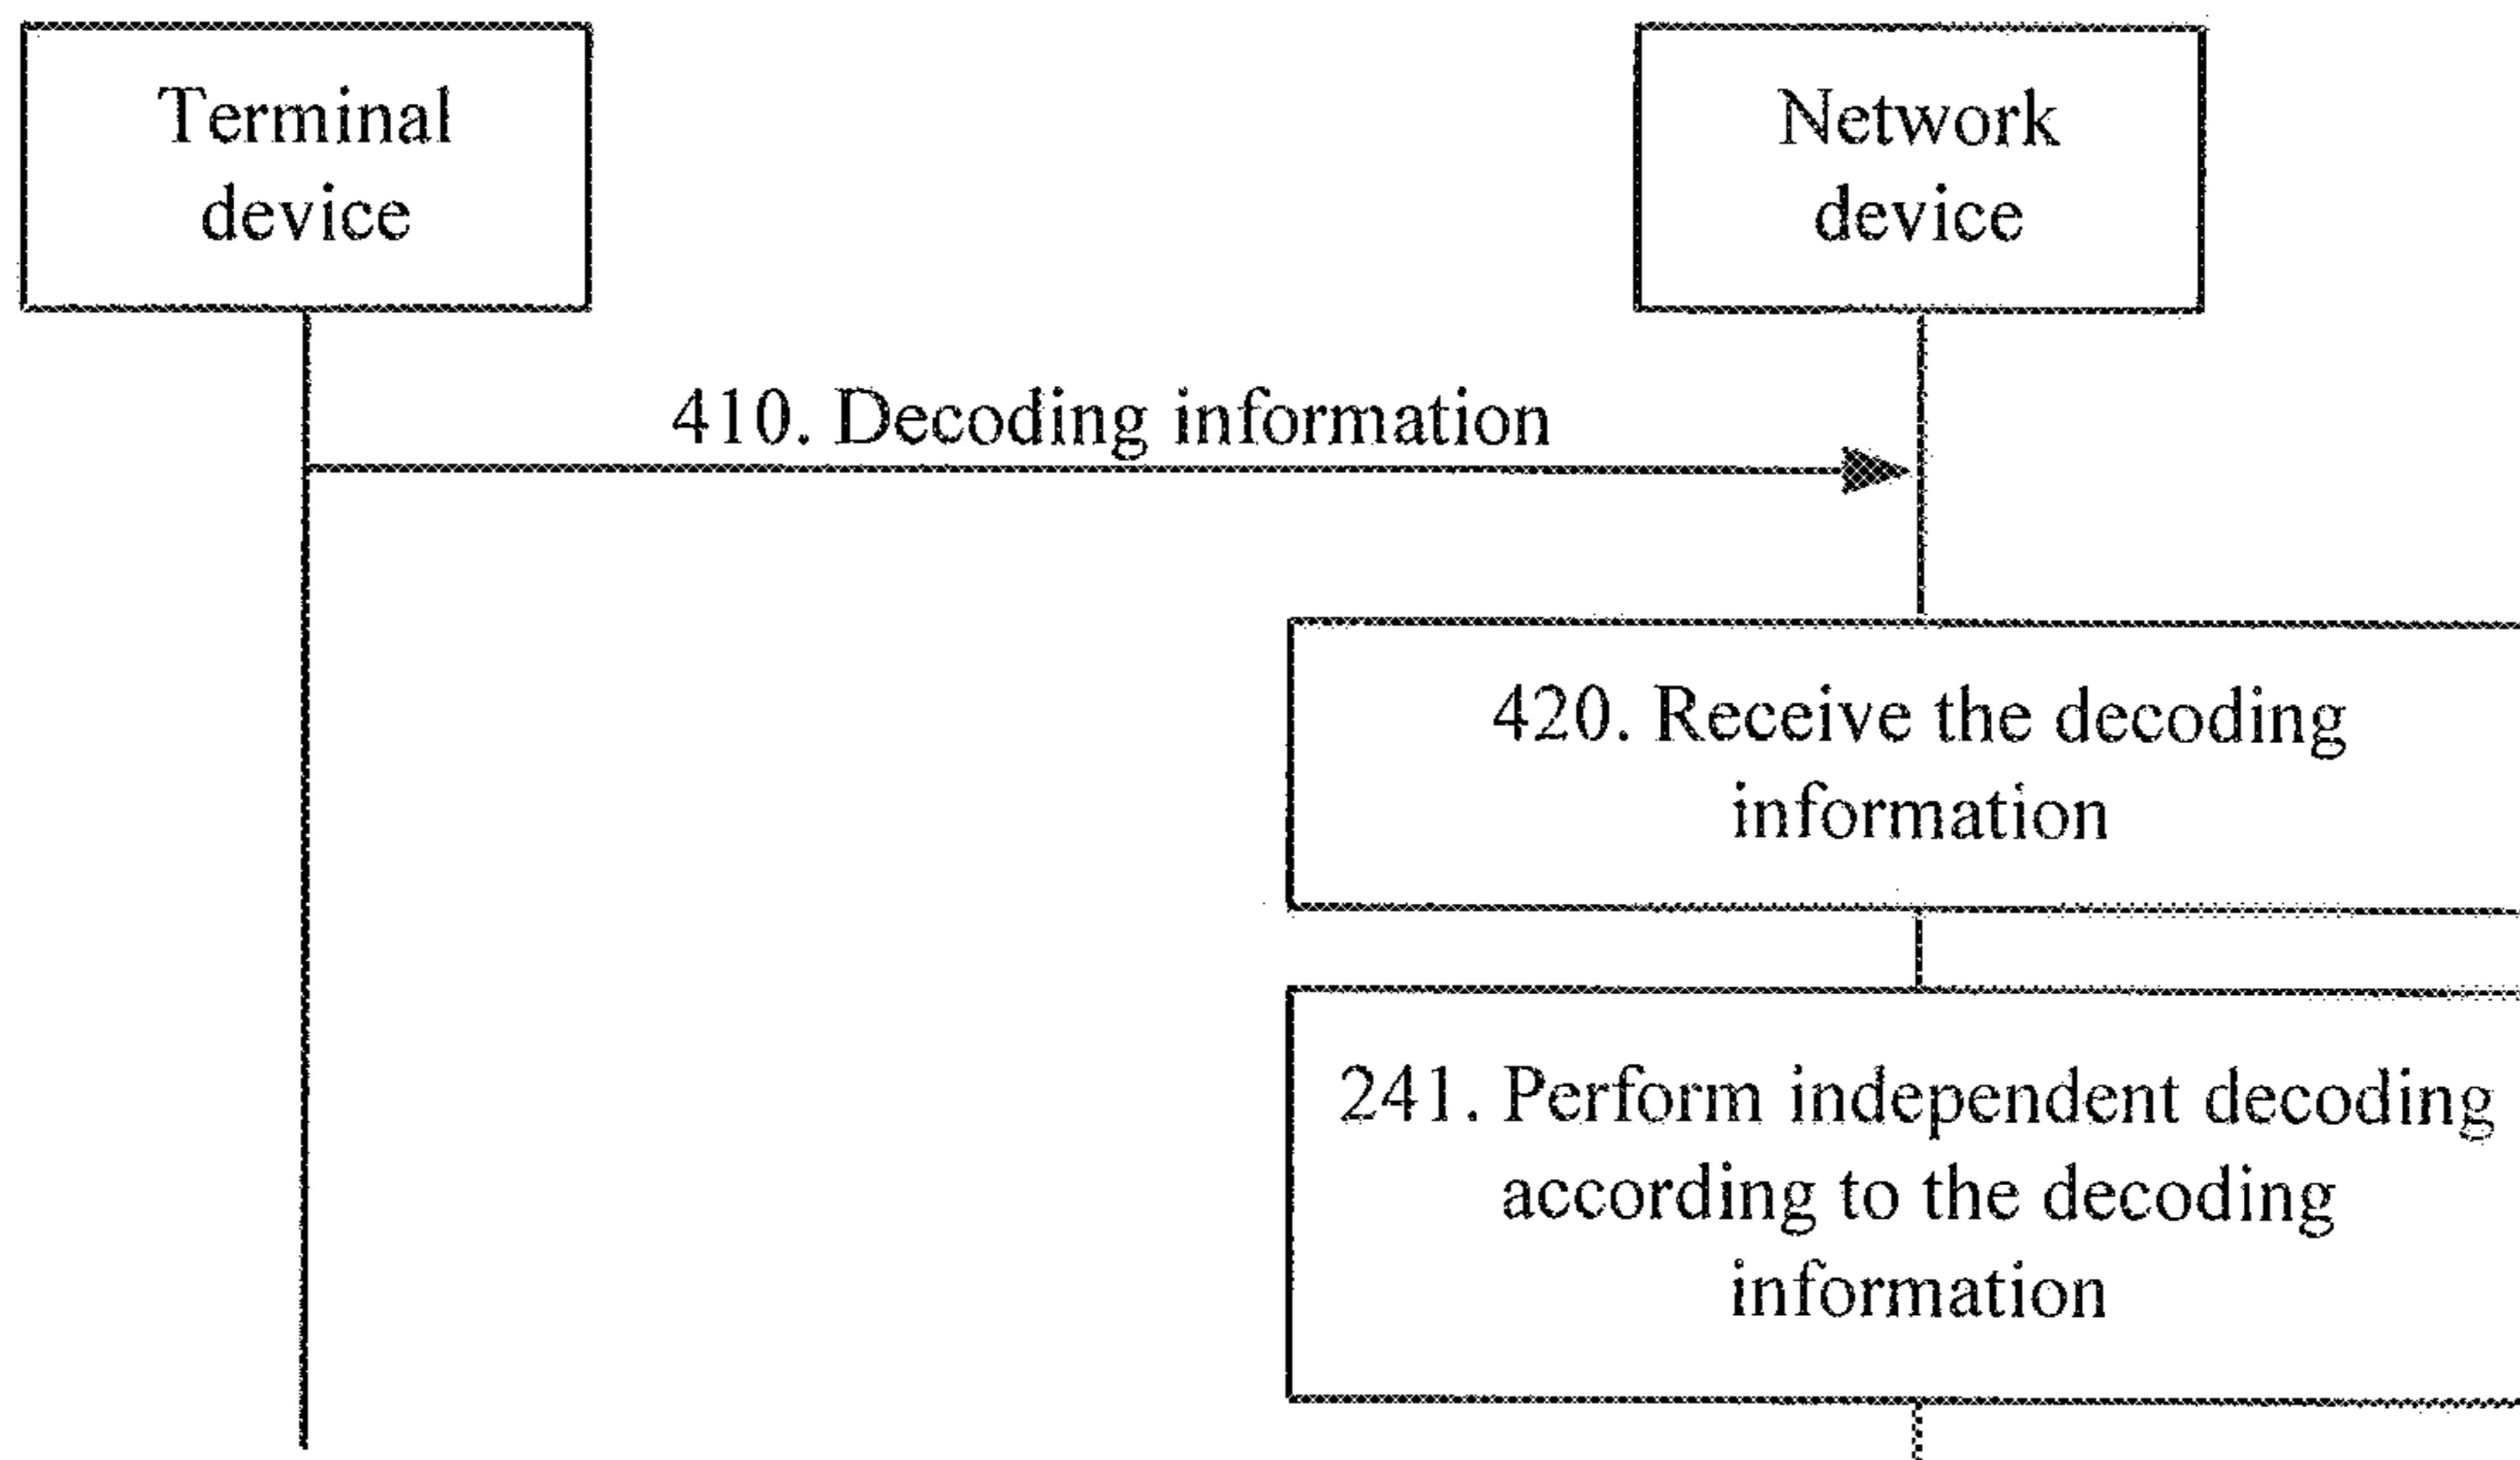 Terminal
device
Network
device
410. Decoding information
420. Receive the decoding
information
241. Perform independent decoding
according to the decoding
information